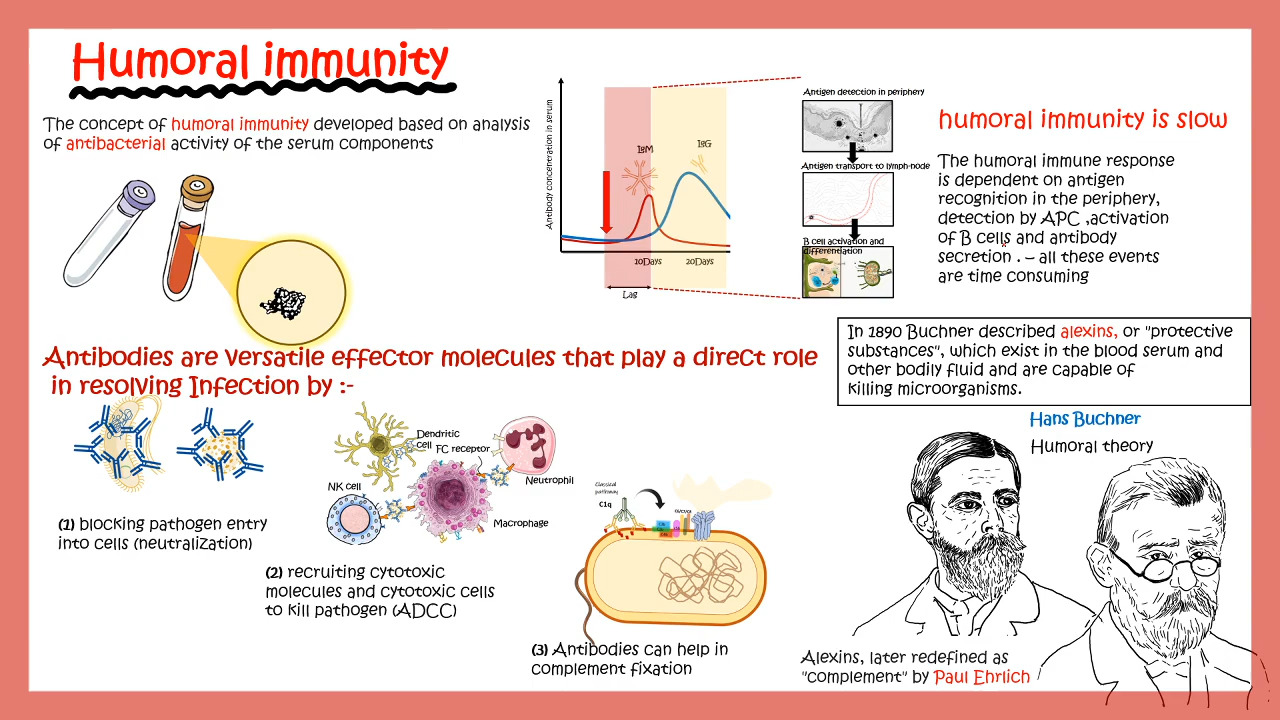 Humoral immunity
The concept of humoral immunity developed based on analysis
of antibacterial activity of the serum components
Antibody concentration in serum
IgM
IgG
10Days
20Days
Lag
Antigen detection in periphery
Antigen transport to lymph-node
B cell activation and
differentiation
humoral immunity is slow
The humoral immune response
is dependent on antigen
recognition in the periphery,
detection by APC ,activation
of B cells and antibody
secretion . – all these events
are time consuming
In 1890 Buchner described alexins, or "protective
substances", which exist in the blood serum and
other bodily fluid and are capable of
killing microorganisms.
Hans Buchner
Humoral theory
Alexins, later redefined as
"complement" by Paul Ehrlich
Antibodies are versatile effector molecules that play a direct role
in resolving Infection by :-
(1) blocking pathogen entry
into cells (neutralization)
Dendritic
cell
FC receptor
Neutrophil
NK cell
Macrophage
(2) recruiting cytotoxic
molecules and cytotoxic cells
to kill pathogen (ADCC)
Classical
pathway
C1q
(3) Antibodies can help in
complement fixation